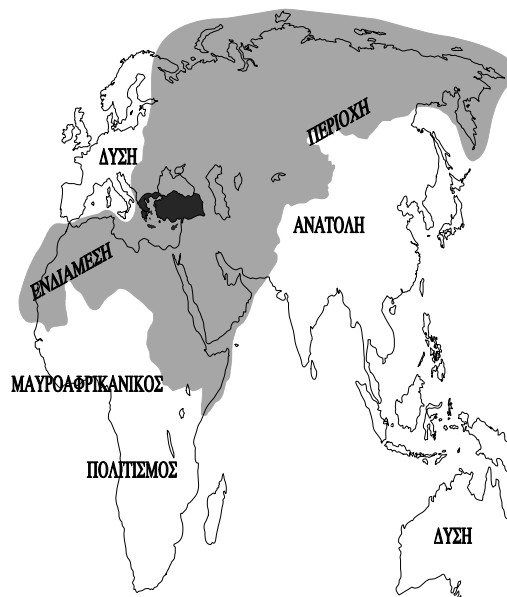 ΠΕΡΙΟΧΗ
ΔΥΣΗ
ΑΝΑΤΟΛΗ
ΕΝΔΙΑΜΕΣΗ
ΜΑΥΡΟΑΦΡΙΚΑΝΙΚΟΣ
ΠΟΛΙΤΙΣΜΟΣ
ΔΥΣΗ